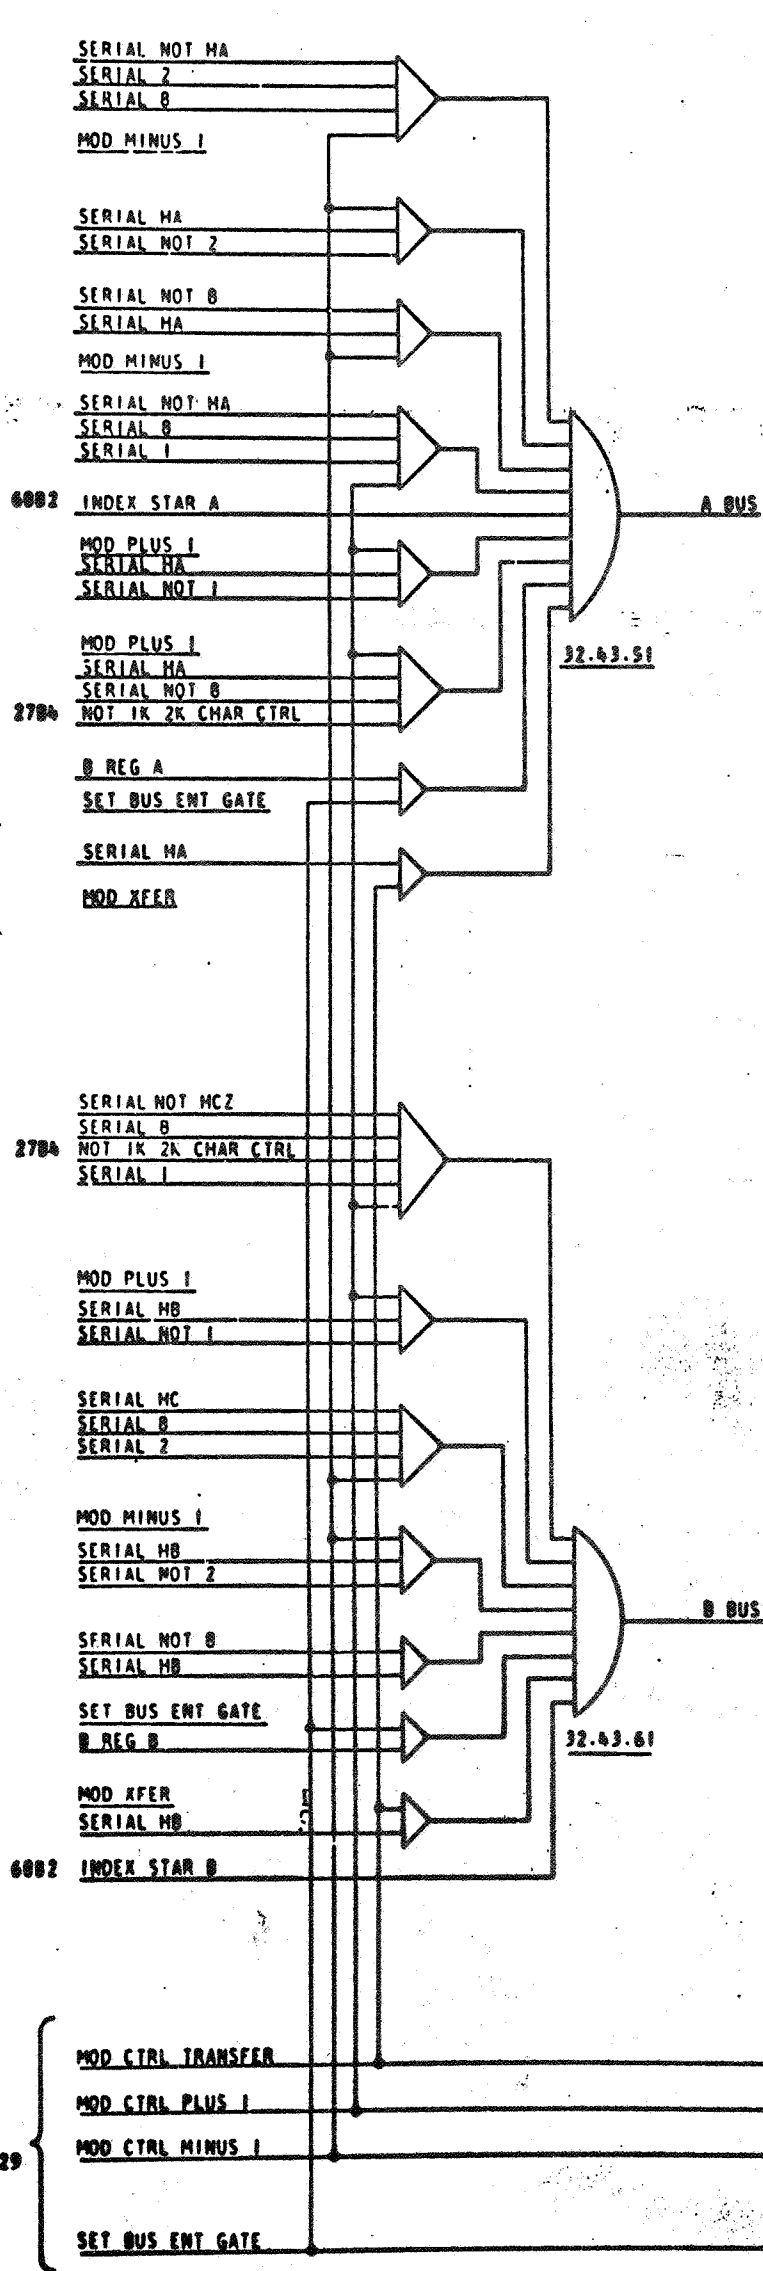 SERIAL NOT HA
SERIAL 2
SERIAL 8
MOD MINUS 1
SERIAL HA
SERIAL NOT 2
SERIAL NOT 8
SERIAL HA
MOD MINUS 1
SERIAL NOT HA
SERIAL 8
SERIAL 1
6082 INDEX STAR A
A BUS
MOD PLUS 1
SERIAL HA
SERIAL NOT 1
MOD PLUS 1
32.43.51
SERIAL HA
SERIAL NOT 8
2784 NOT 1K 2K CHAR CTRL
B REG A
SET BUS ENT GATE
SERIAL HA
MOD XFER
SERIAL NOT MCZ
SERIAL 8
2784 NOT 1K 2K CHAR CTRL
SERIAL 1
MOD PLUS 1
SERIAL HB
SERIAL NOT 1
SERIAL MC
SERIAL 8
SERIAL 2
MOD MINUS 1
SERIAL HB
SERIAL NOT 2
B BUS
SERIAL NOT 8
SERIAL HB
SET BUS ENT GATE
B REG B
32.43.61
MOD XFER
SERIAL HB
6082 INDEX STAR B
MOD CTRL TRANSFER
MOD CTRL PLUS 1
MOD CTRL MINUS 1
29
SET BUS ENT GATE